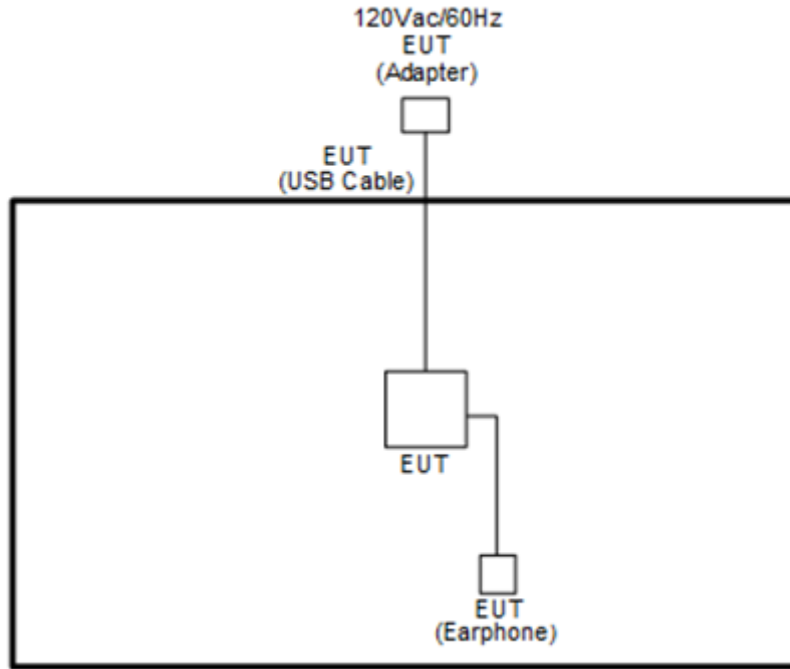 120Vac/60Hz
EUT
(Adapter)
EUT
(USB Cable)
EUT
EUT
(Earphone)